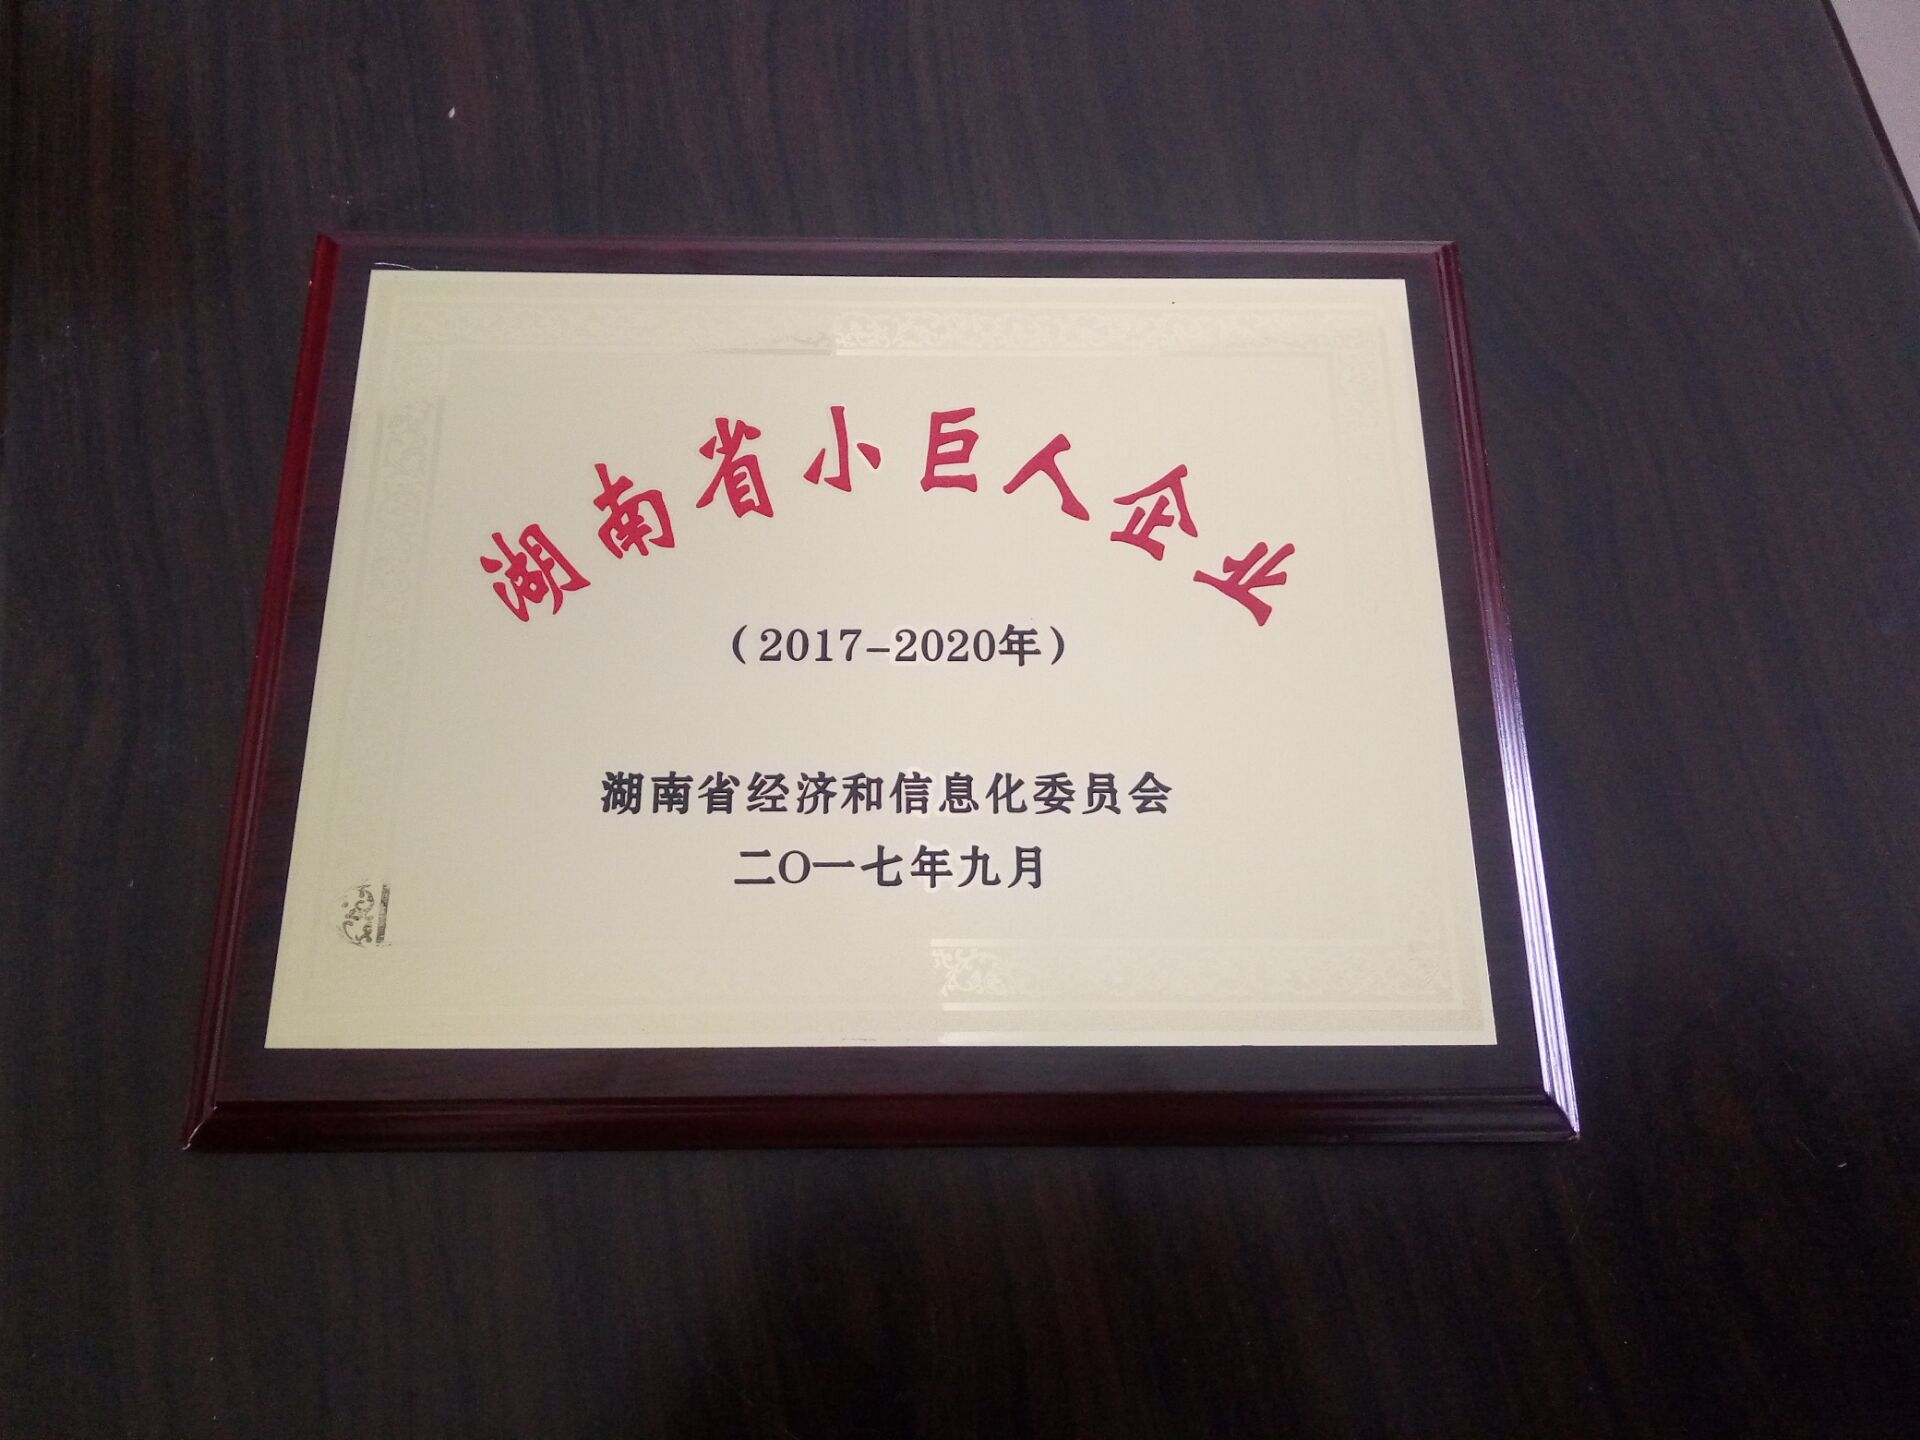 湖南省小巨人企业
（2017-2020年）
湖南省经济和信息化委员会
二〇一七年九月